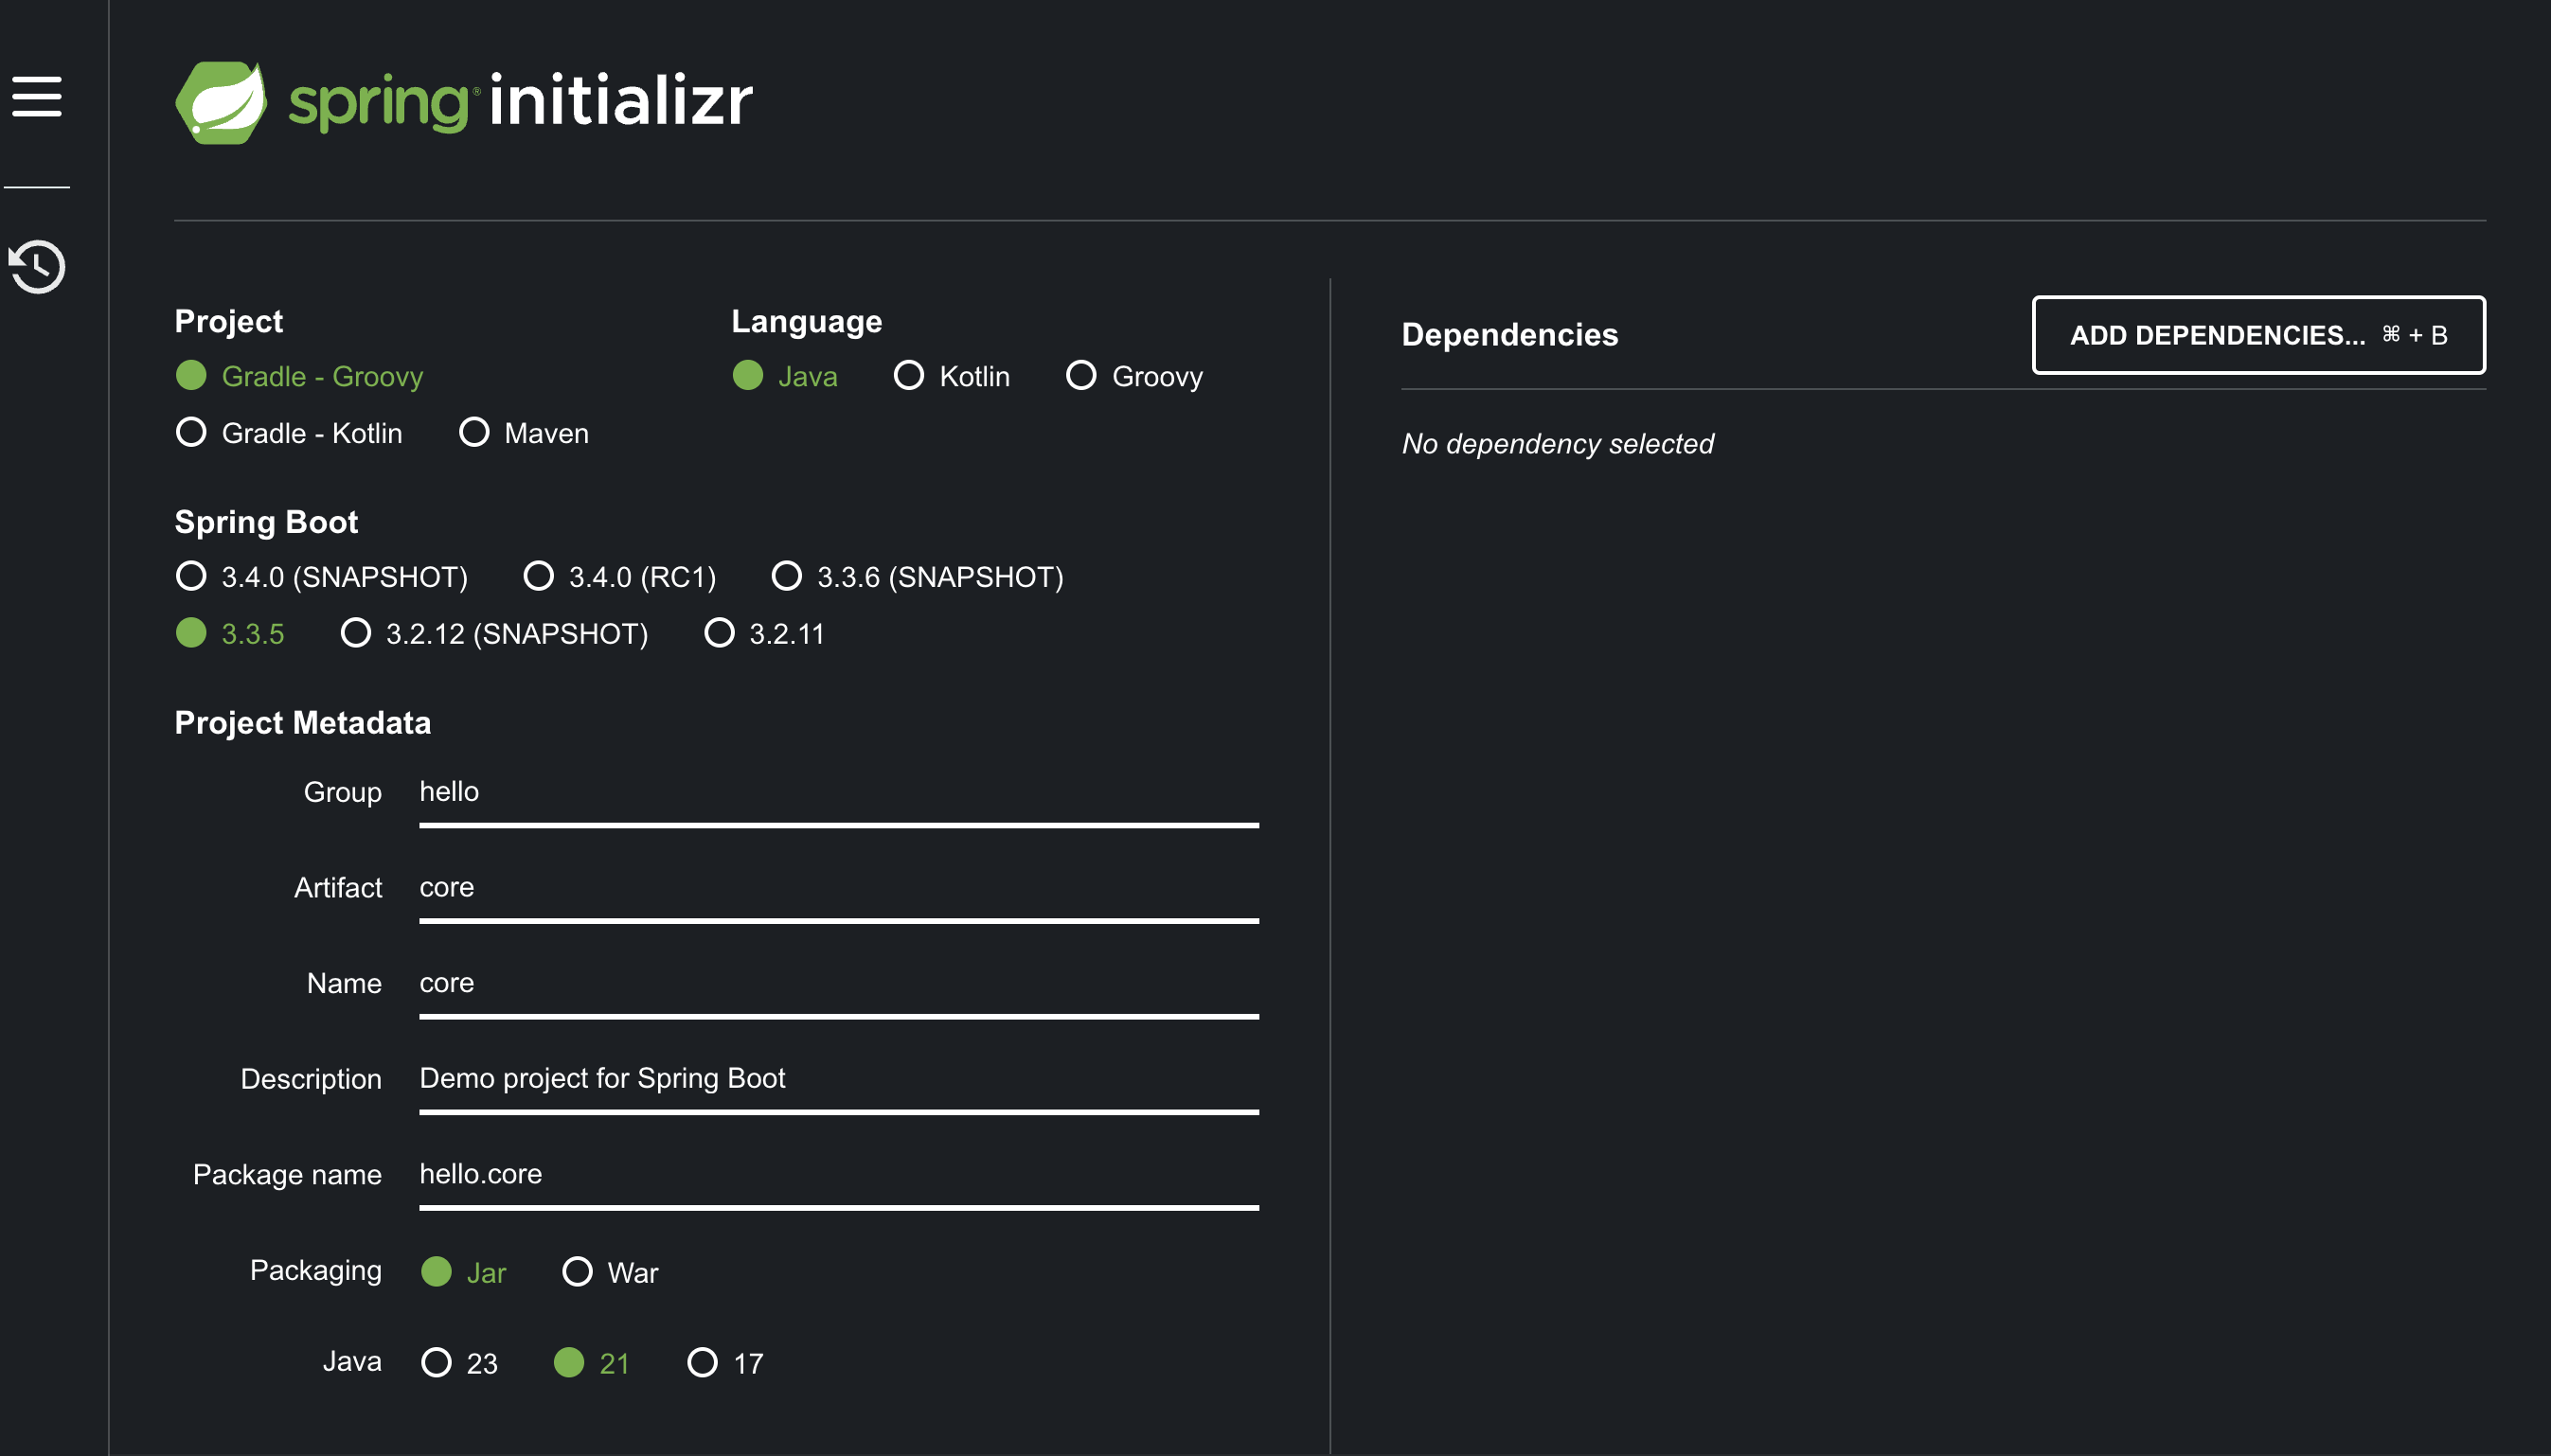 spring® initializr
Project
Gradle - Groovy
Gradle - Kotlin Maven
Language
Java Kotlin Groovy
Spring Boot
3.4.0 (SNAPSHOT) 3.4.0 (RC1) 3.3.6 (SNAPSHOT)
3.3.5 3.2.12 (SNAPSHOT) 3.2.11
Project Metadata
Group hello
Artifact core
Name core
Description Demo project for Spring Boot
Package name hello.core
Packaging Jar War
Java 23 21 17
Dependencies ADD DEPENDENCIES... ⌘ + B
No dependency selected